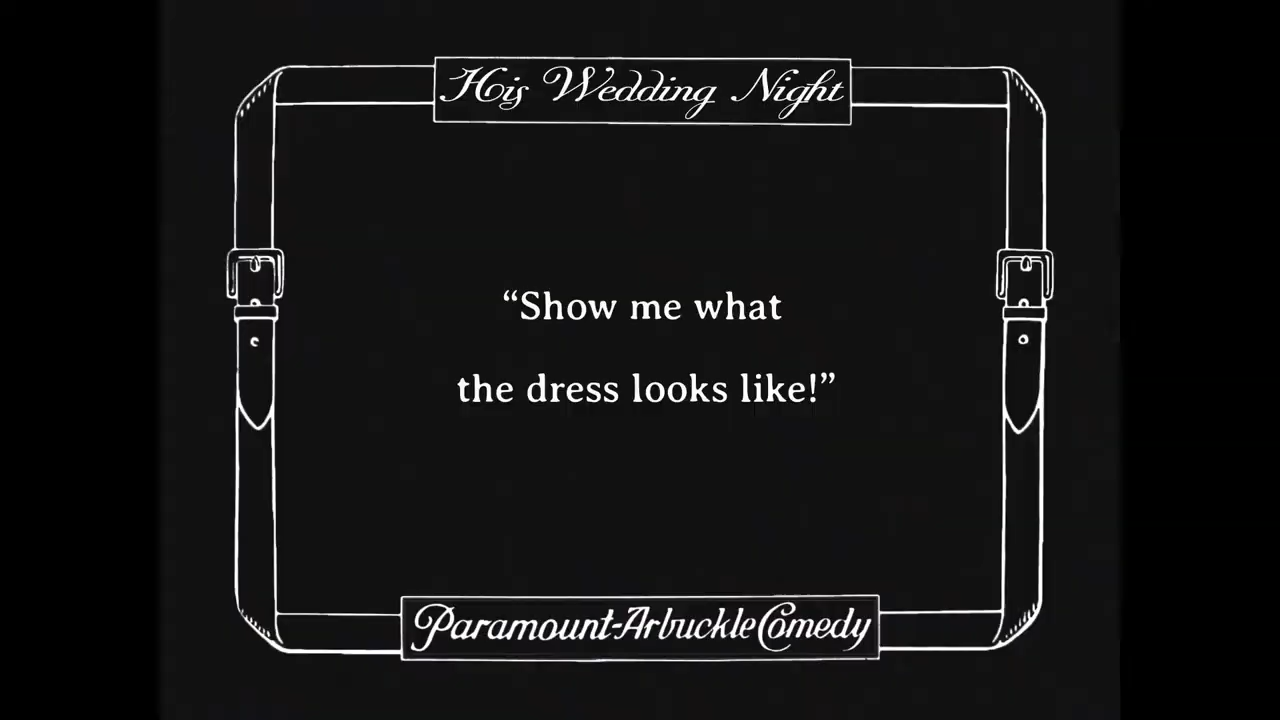 His Wedding Night
“Show me what
the dress looks like!”
Paramount-Arbuckle Comedy